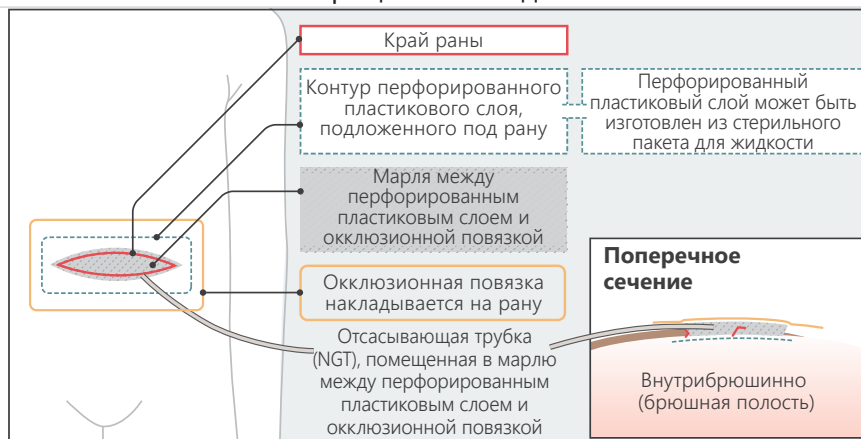 Край раны
Контур перфорированного
пластикового слоя,
подложенного под рану
Перфорированный
пластиковый слой может быть
изготовлен из стерильного
пакета для жидкости
Марля между
перфорированным
пластиковым слоем и
окклюзионной повязкой
Окклюзионная повязка
накладывается на рану
Отсасывающая трубка
(NGT), помещенная в марлю
между перфорированным
пластиковым слоем и
окклюзионной повязкой
Поперечное
сечение
Внутрибрюшинно
(брюшная полость)